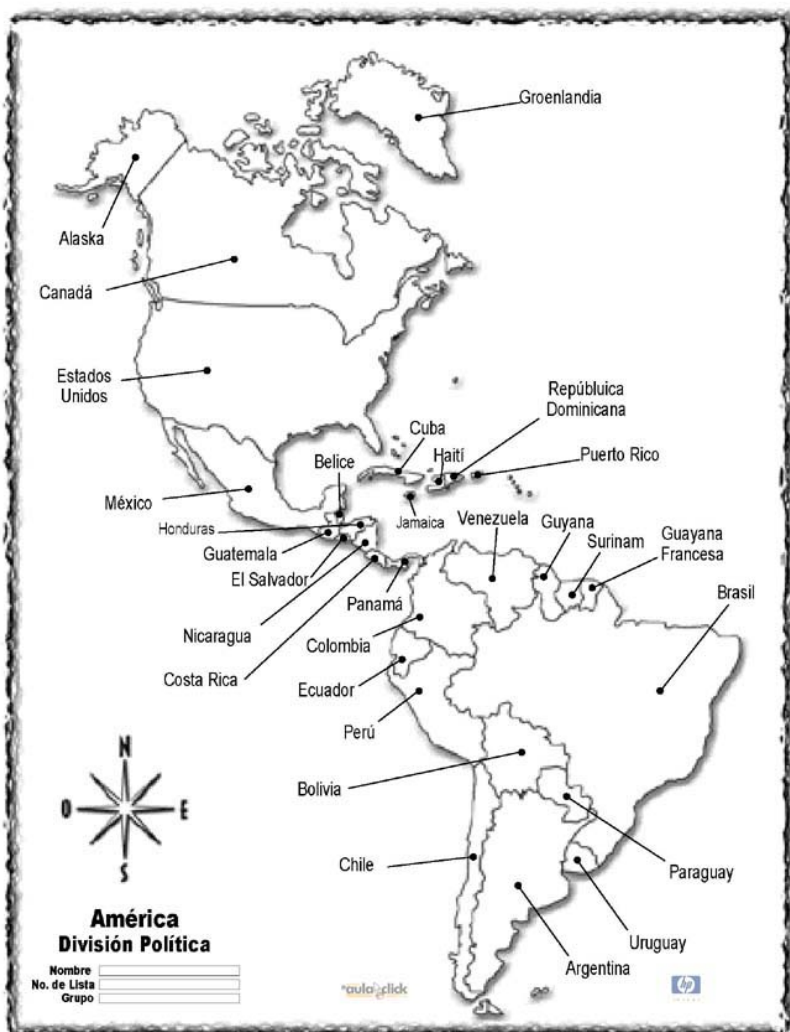 Groenlandia
Alaska
Canadá
Estados
Unidos
Repúbluica
Dominicana
Cuba
Haití
Puerto Rico
Belice
México
Honduras
Jamaica
Venezuela
Guyana
Guayana
Francesa
Surinam
Guatemala
El Salvador
Panamá
Brasil
Nicaragua
Colombia
Costa Rica
Ecuador
Perú
N
O
E
S
Bolivia
Chile
Paraguay
Uruguay
Argentina
América
División Política
Nombre
No. de Lista
Grupo
aulaclick
hp